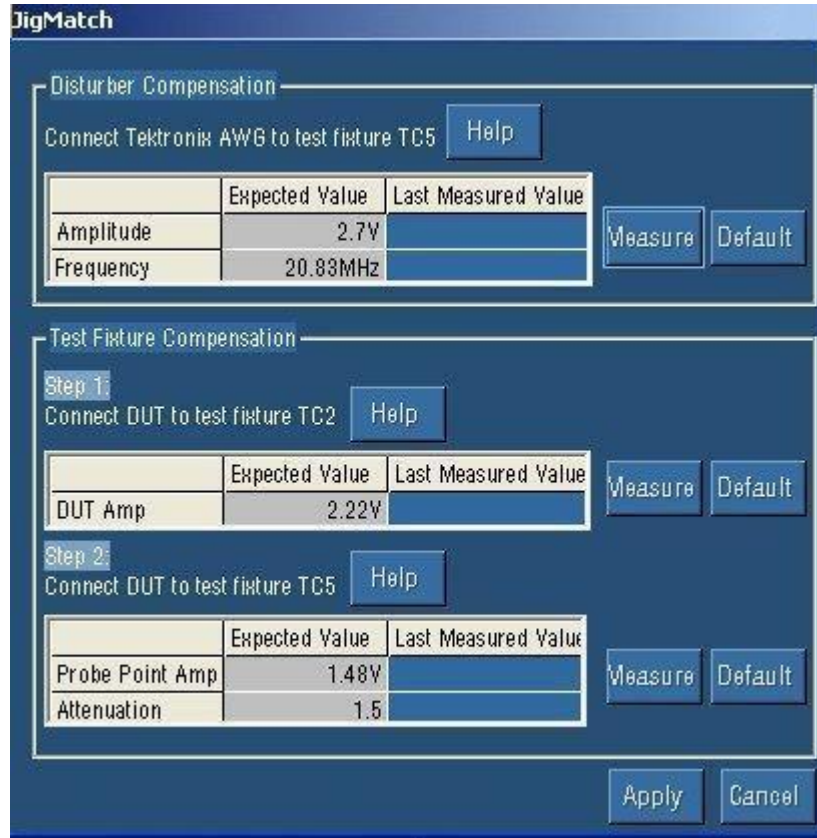 JigMatch
Disturber Compensation
Connect Tektronix AWG to test fixture TC5 Help
Expected Value Last Measured Value
Amplitude 2.7V
Frequency 20.83MHz
Measure Default
Test Fixture Compensation
Step 1:
Connect DUT to test fixture TC2 Help
Expected Value Last Measured Value
DUT Amp 2.22V
Measure Default
Step 2:
Connect DUT to test fixture TC5 Help
Expected Value Last Measured Value
Probe Point Amp 1.48V
Attenuation 1.5
Measure Default
Apply Cancel